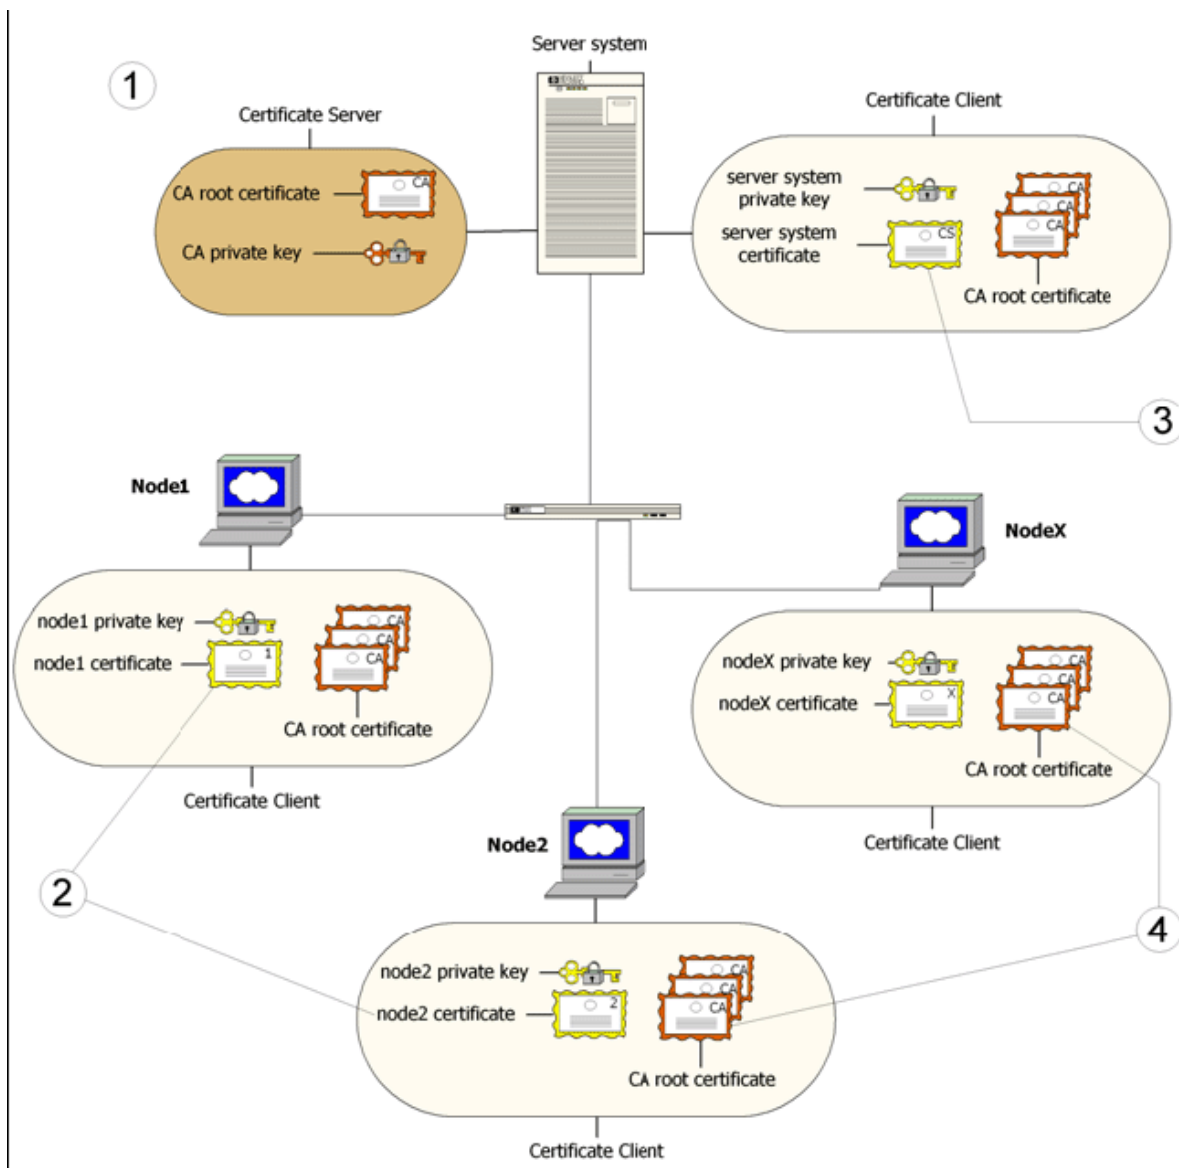 Server system
1
Certificate Server
CA root certificate
CA
CA private key
Certificate Client
server system
private key
server system
certificate
CS
CA
CA
CA
CA root certificate
3
Node1
node1 private key
node1 certificate
1
CA
CA
CA
CA root certificate
Certificate Client
NodeX
nodeX private key
nodeX certificate
X
CA
CA
CA
CA root certificate
Certificate Client
2
Node2
4
node2 private key
node2 certificate
2
CA
CA
CA
CA root certificate
Certificate Client